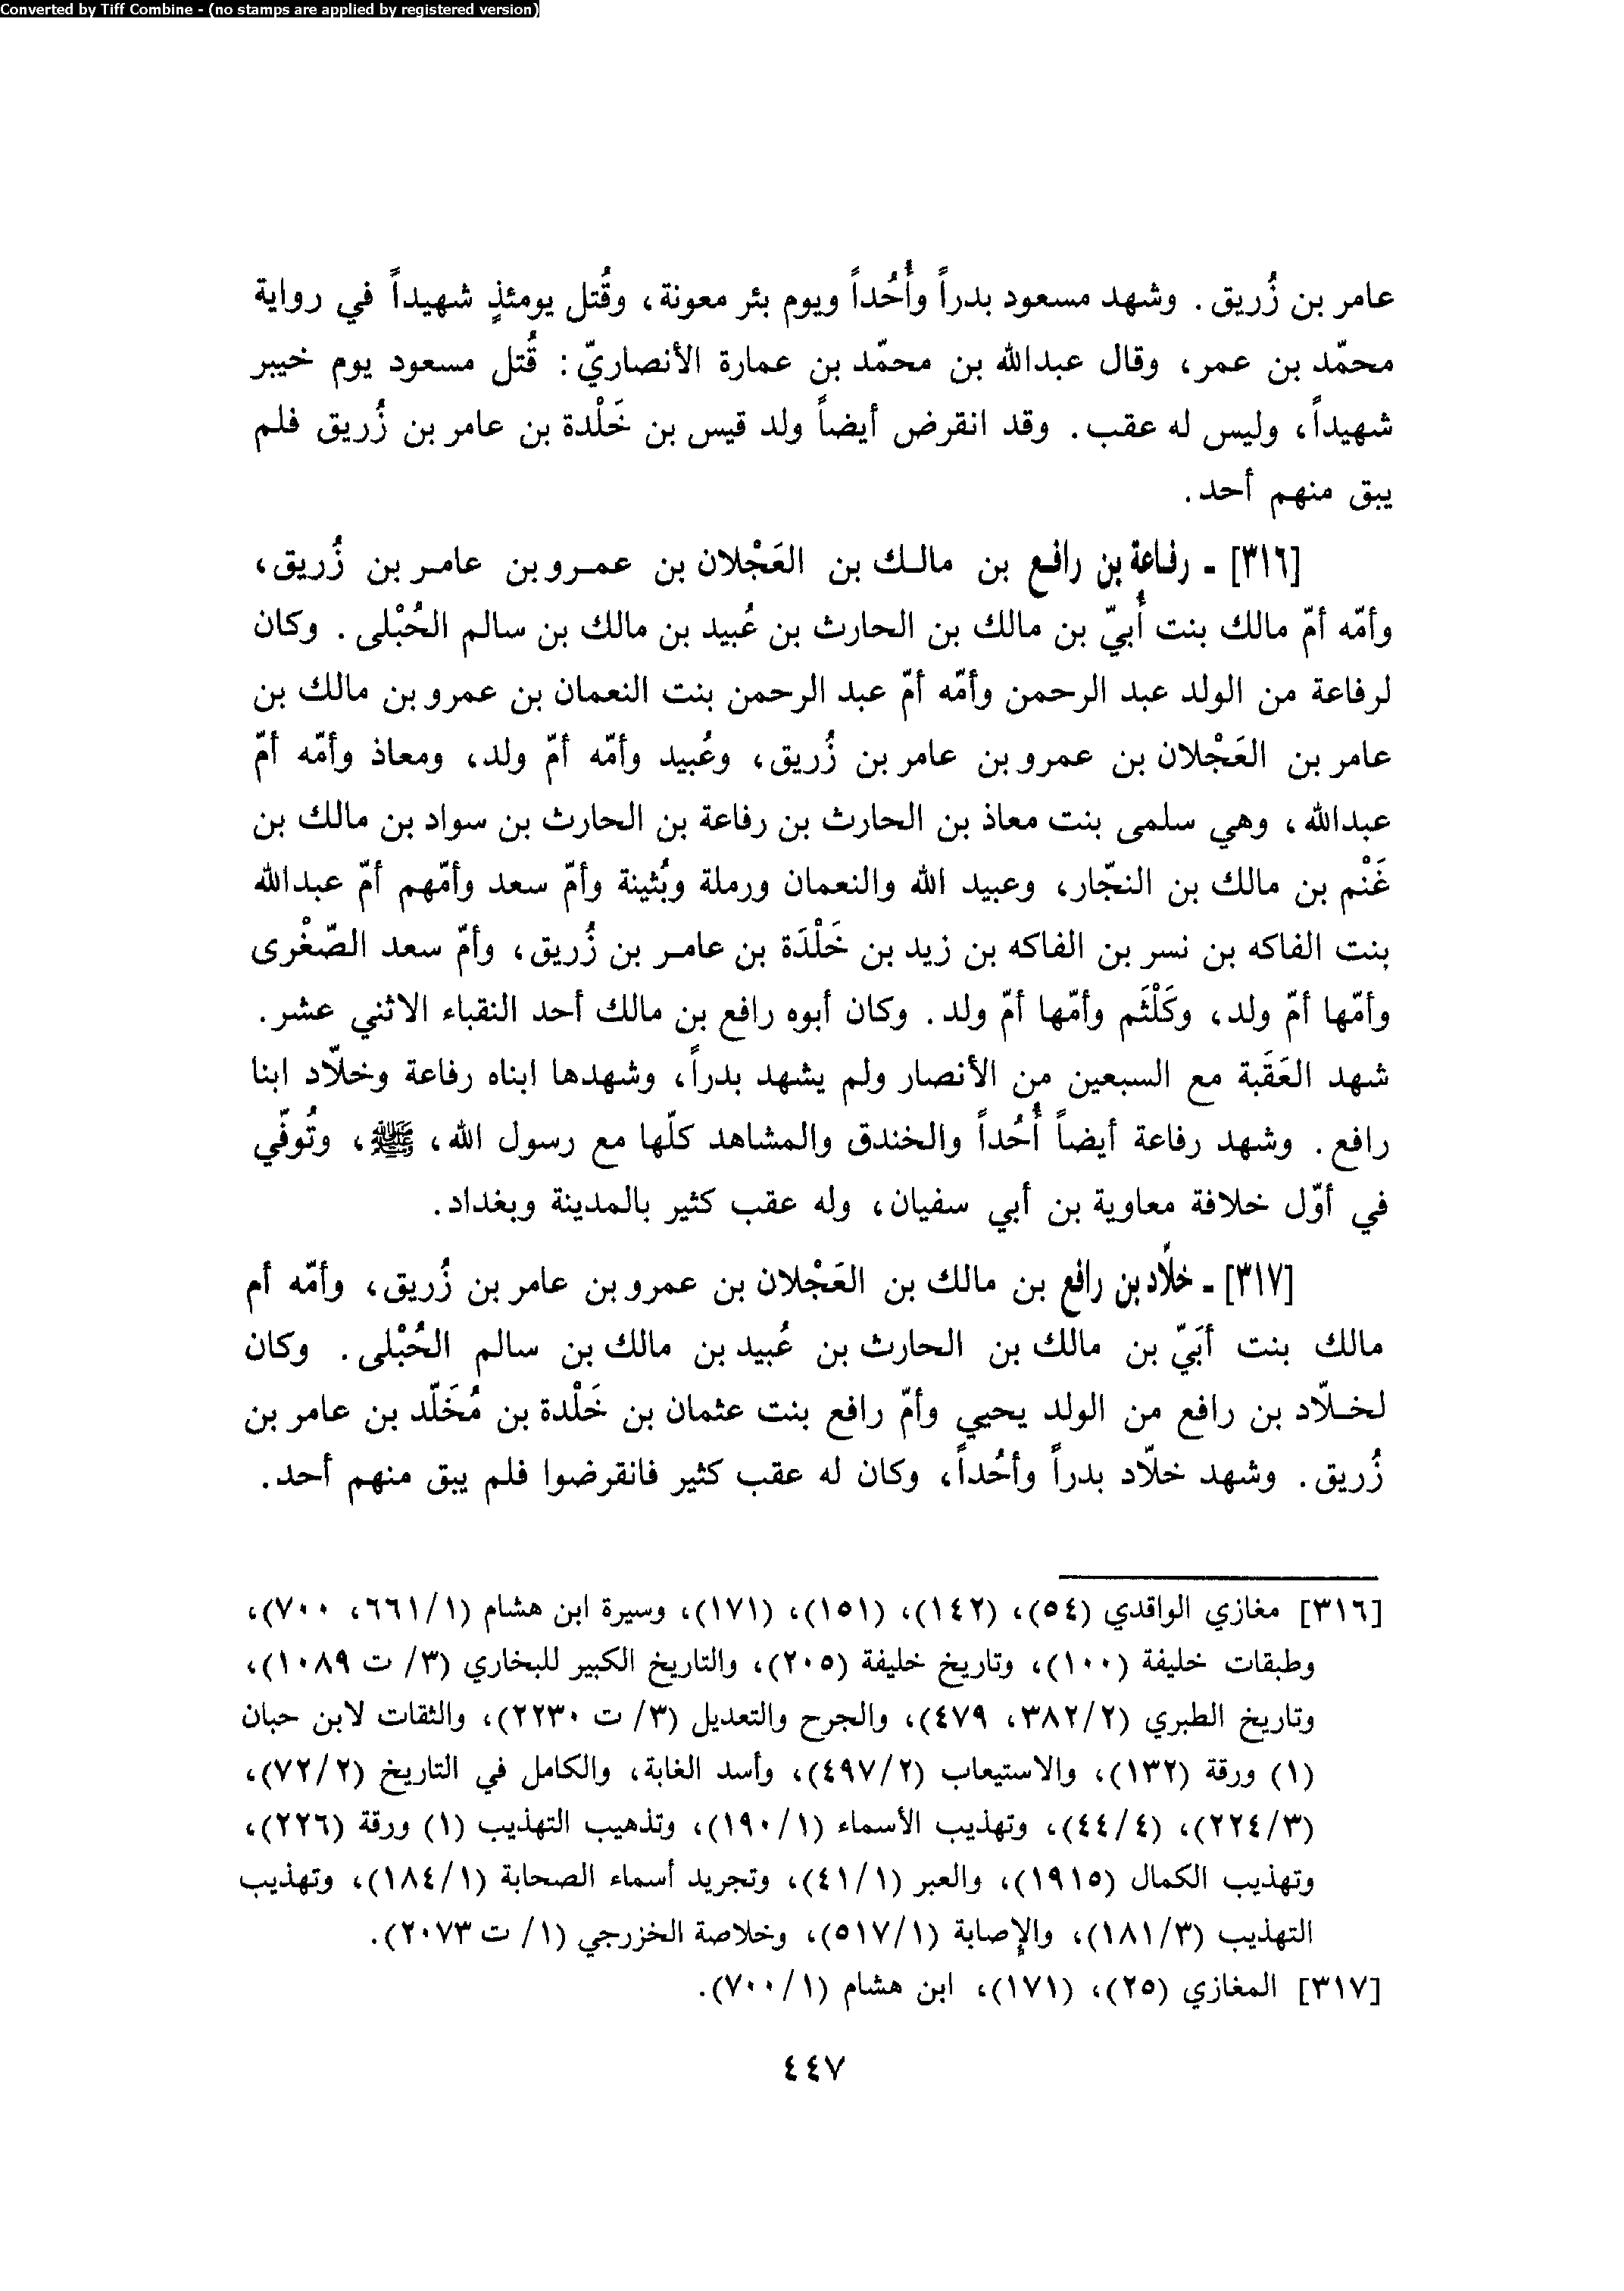 Converted by Tiff Combine - (no stamps are applied by registered version)
عامر بن زُريق. وشهد مسعود بدراً وأُحُداً ويوم بئر معونة، وقُتل يومئذٍ شهيداً في رواية
محمّد بن عمر، وقال عبدالله بن محمّد بن عمارة الأنصاريّ: قُتل مسعود يوم خيبر
شهيداً، وليس له عقب. وقد انقرض أيضاً ولد قيس بن خَلْدة بن عامر بن زُريق فلم
يبق منهم أحد.
[٣١٦] - رفاعة بن رافع بن مالك بن العَجْلان بن عمرو بن عامر بن زُريق،
وأمّه أمّ مالك بنت أُبيّ بن مالك بن الحارث بن عُبيد بن مالك بن سالم الحُبْلى. وكان
لرفاعة من الولد عبد الرحمن وأمّه أمّ عبد الرحمن بنت النعمان بن عمرو بن مالك بن
عامر بن العَجْلان بن عمرو بن عامر بن زُريق، وعُبيد وأمّه أمّ ولد، ومعاذ وأمّه أمّ
عبدالله، وهي سلمى بنت معاذ بن الحارث بن رفاعة بن الحارث بن سواد بن مالك بن
غَنْم بن مالك بن النجّار، وعبيد الله والنعمان ورملة وبُثينة وأمّ سعد وأمّهم أمّ عبدالله
بنت الفاكه بن نسر بن الفاكه بن زيد بن خَلْدَة بن عامر بن زُريق، وأمّ سعد الصّغْرى
وأمّها أمّ ولد، وكَلْثَم وأمّها أمّ ولد. وكان أبوه رافع بن مالك أحد النقباء الاثني عشر.
شهد العَقَبة مع السبعين من الأنصار ولم يشهد بدراً، وشهدها ابناه رفاعة وخلّاد ابنا
رافع. وشهد رفاعة أيضاً أُحُداً والخندق والمشاهد كلّها مع رسول الله، ﷺ، وتُوفّي
في أوّل خلافة معاوية بن أبي سفيان، وله عقب كثير بالمدينة وبغداد.
[٣١٧] - خلّاد بن رافع بن مالك بن العَجْلان بن عمرو بن عامر بن زُريق، وأمّه أم
مالك بنت أبَيّ بن مالك بن الحارث بن عُبيد بن مالك بن سالم الحُبْلى. وكان
لخلّاد بن رافع من الولد يحيي وأمّ رافع بنت عثمان بن خَلْدة بن مُخَلّد بن عامر بن
زُريق. وشهد خلّاد بدراً وأحُداً، وكان له عقب كثير فانقرضوا فلم يبق منهم أحد.
[٣١٦] مغازي الواقدي (٥٤)، (١٤٢)، (١٥١)، (١٧١)، وسيرة ابن هشام (١/٦٦١، ٧٠٠)،
وطبقات خليفة (١٠٠)، وتاريخ خليفة (٢٠٥)، والتاريخ الكبير للبخاري (٣/ ت ١٠٨٩)،
وتاريخ الطبري (٢/٣٨٢، ٤٧٩)، والجرح والتعديل (٣/ ت ٢٢٣٠)، والثقات لابن حبان
(١) ورقة (١٣٢)، والاستيعاب (٢/٤٩٧)، وأسد الغابة، والكامل في التاريخ (٢/٧٢)،
(٣/٢٢٤)، (٤/٤٤)، وتهذيب الأسماء (١/١٩٠)، وتذهيب التهذيب (١) ورقة (٢٢٦)،
وتهذيب الكمال (١٩١٥)، والعبر (١/٤١)، وتجريد أسماء الصحابة (١/١٨٤)، وتهذيب
التهذيب (٣/١٨١)، والإصابة (١/٥١٧)، وخلاصة الخزرجي (١/ ت ٢٠٧٣).
[٣١٧] المغازي (٢٥)، (١٧١)، ابن هشام (١/٧٠٠).
٤٤٧